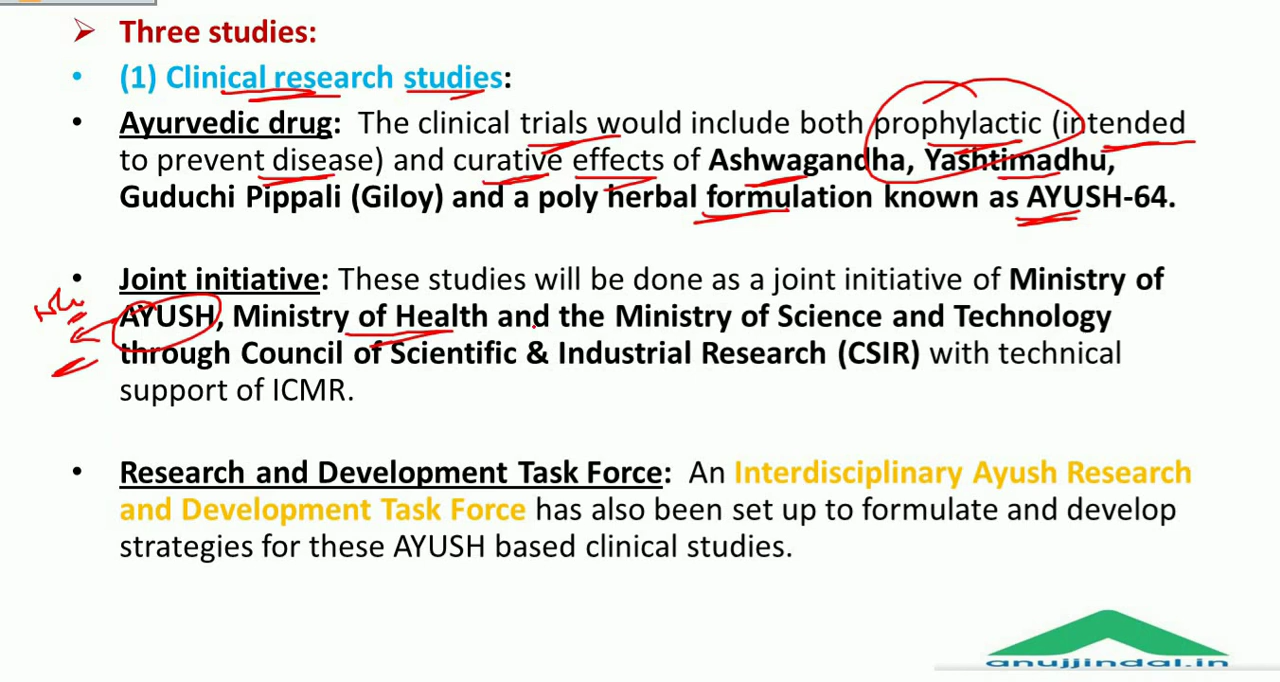 ➢ Three studies:
• (1) Clinical research studies:
• Ayurvedic drug: The clinical trials would include both prophylactic (intended
to prevent disease) and curative effects of Ashwagandha, Yashtimadhu,
Guduchi Pippali (Giloy) and a poly herbal formulation known as AYUSH-64.
• Joint initiative: These studies will be done as a joint initiative of Ministry of
AYUSH, Ministry of Health and the Ministry of Science and Technology
through Council of Scientific & Industrial Research (CSIR) with technical
support of ICMR.
• Research and Development Task Force: An Interdisciplinary Ayush Research
and Development Task Force has also been set up to formulate and develop
strategies for these AYUSH based clinical studies.
anujjindal.in